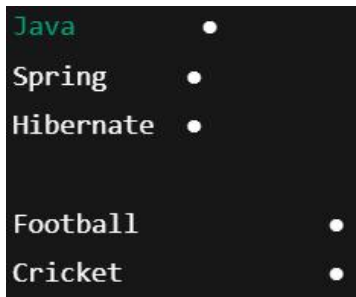 Java •
Spring •
Hibernate •
Football •
Cricket •